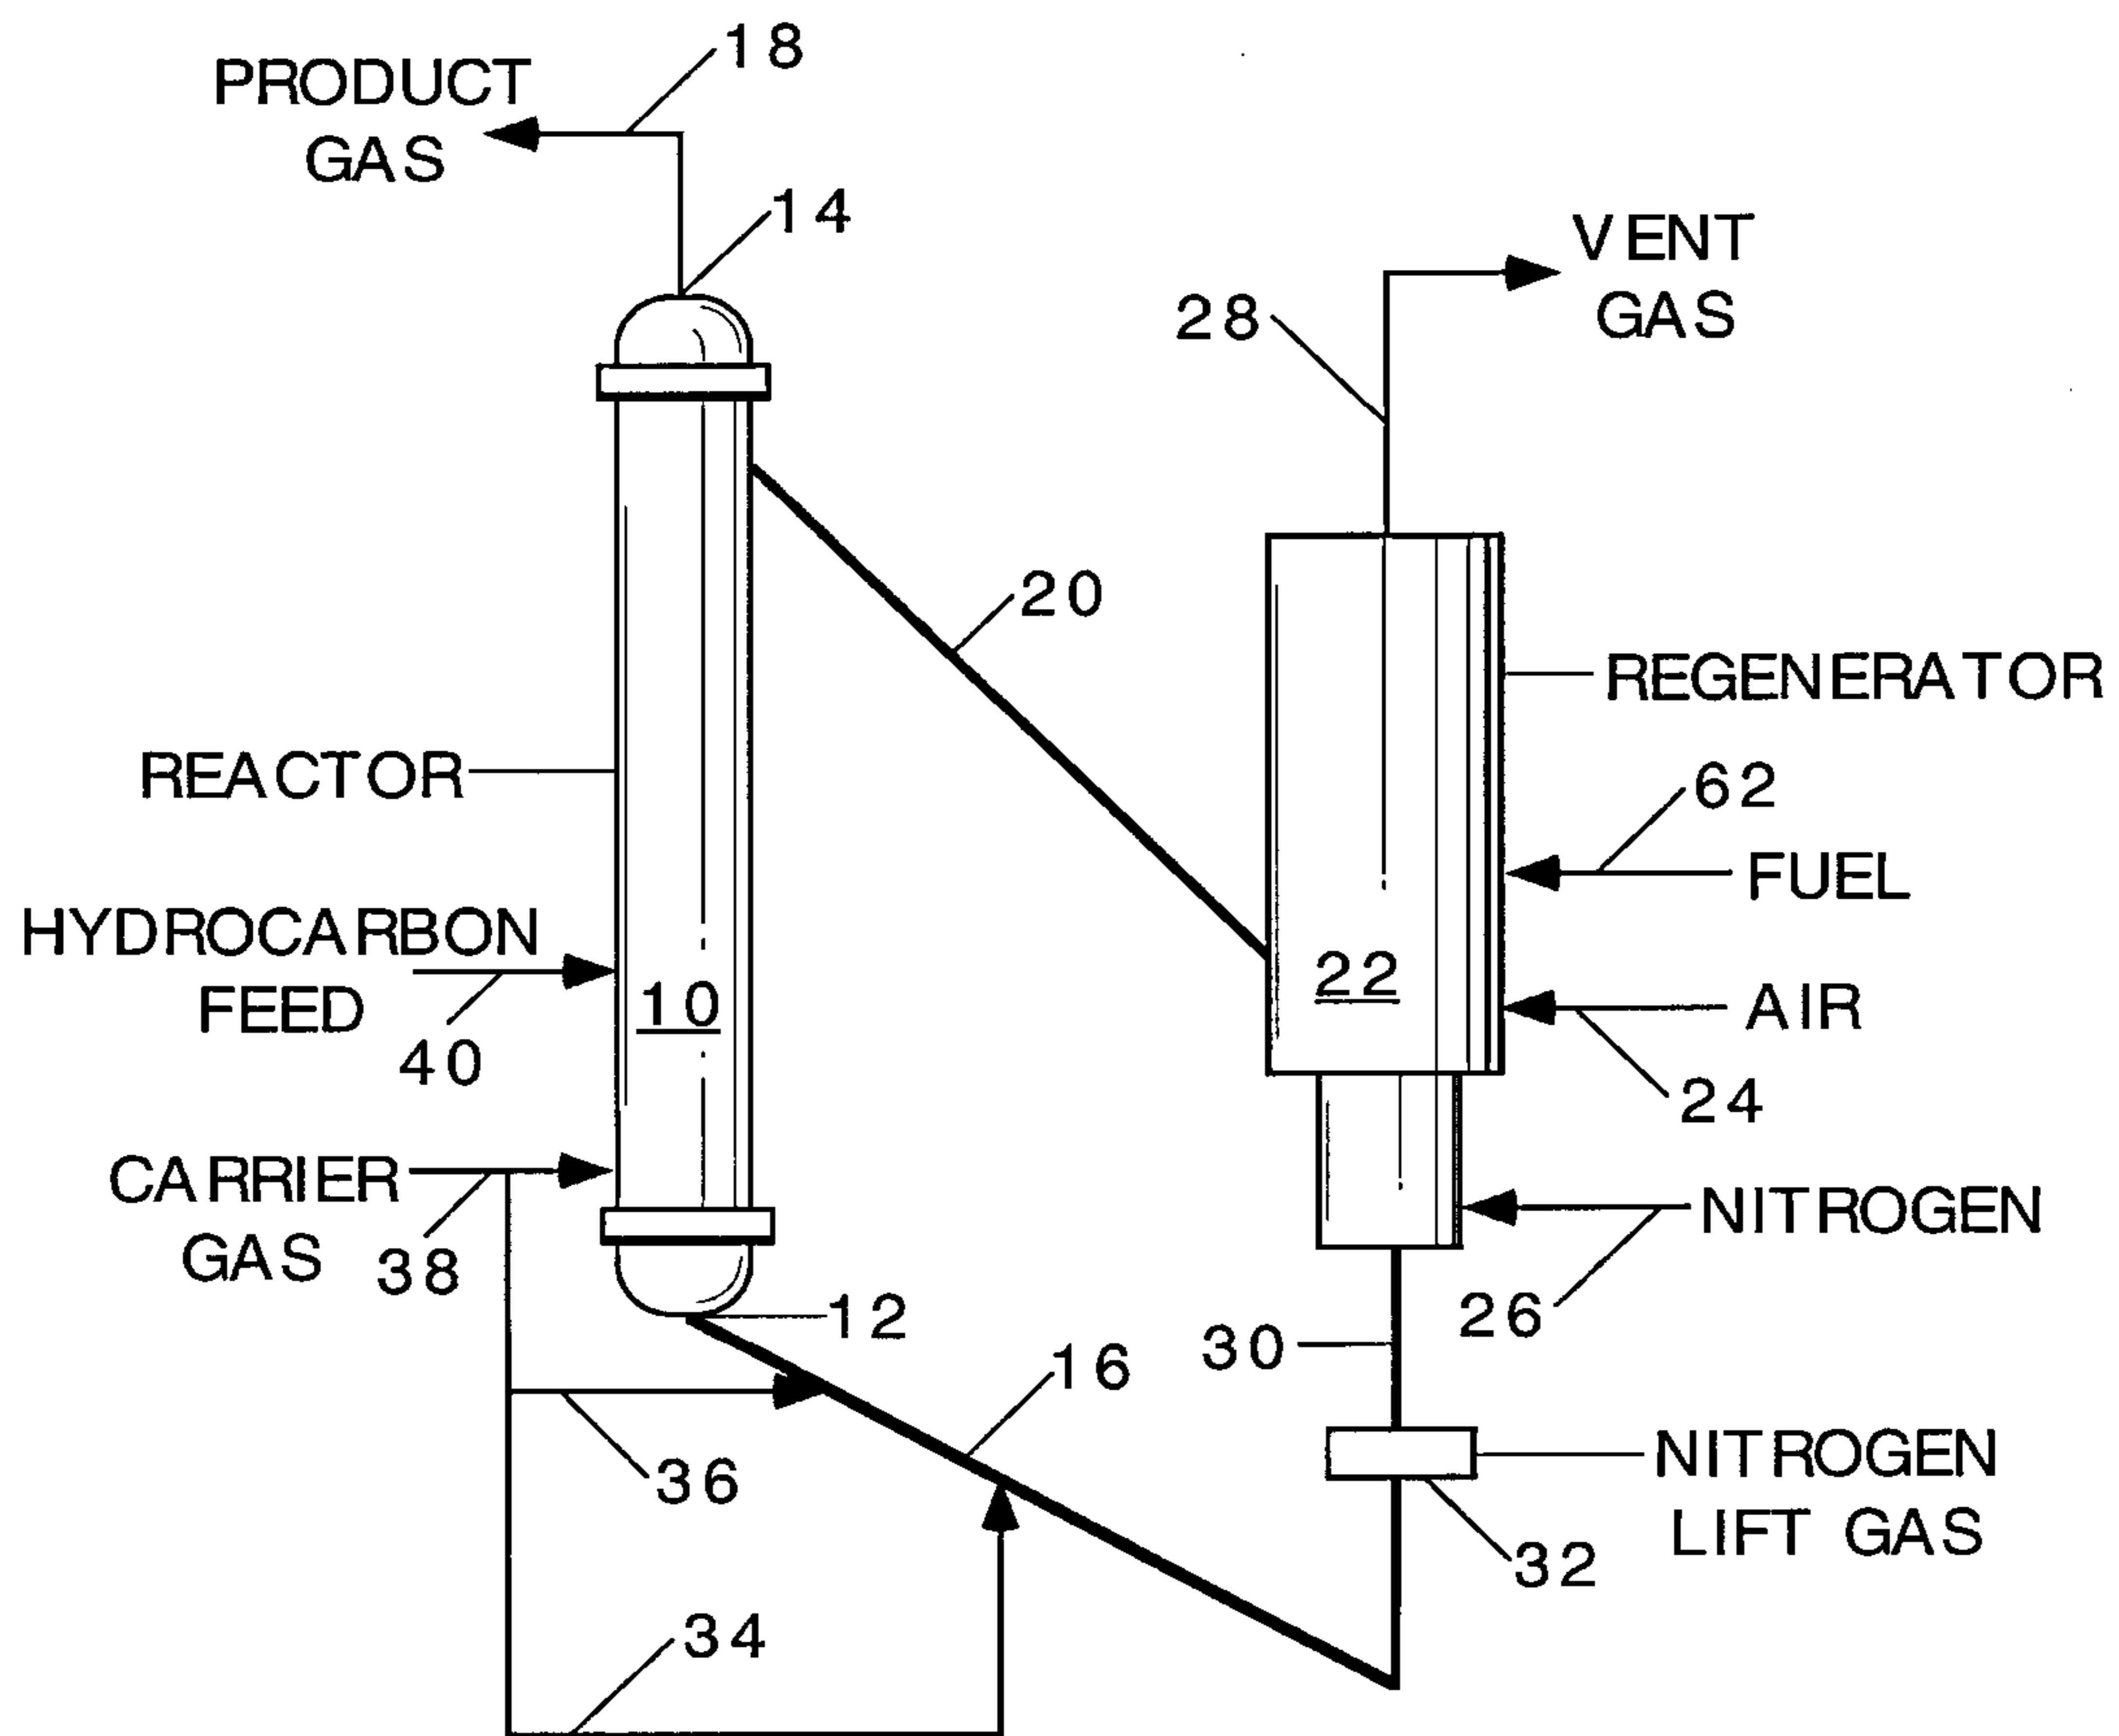 18
PRODUCT
GAS
14
VENT
GAS
28
20
REGENERATOR
REACTOR
62
FUEL
HYDROCARBON
FEED
40
10
22
AIR
24
CARRIER
GAS
38
NITROGEN
26
12
30
16
36
NITROGEN
LIFT GAS
32
34